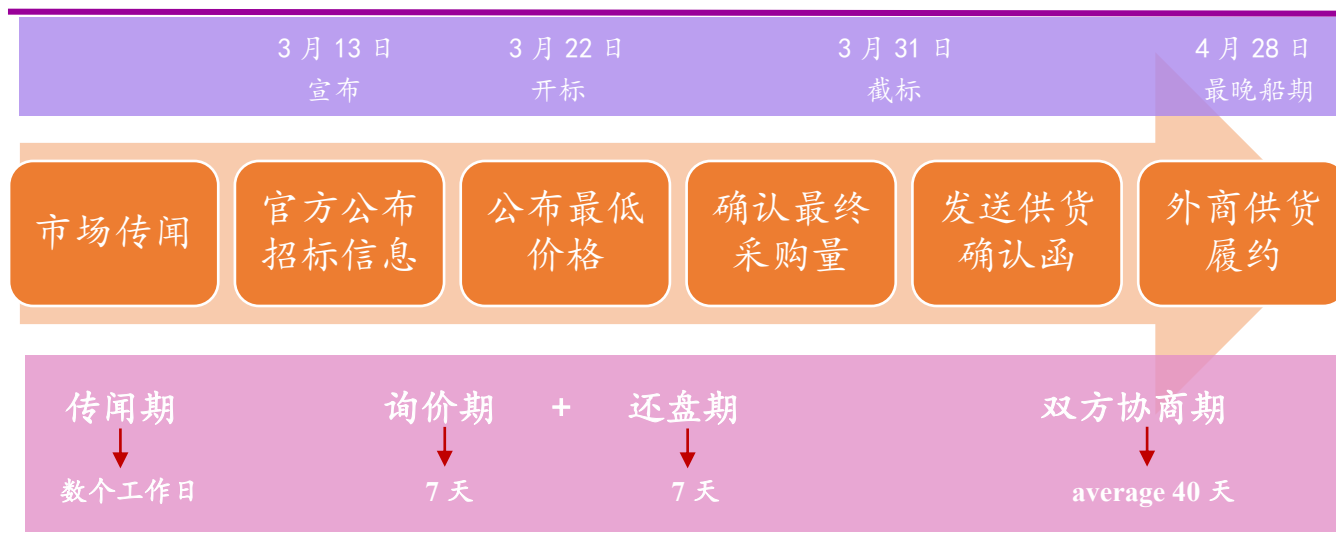 3 月 13 日
宣布
3 月 22 日
开标
3 月 31 日
截标
4 月 28 日
最晚船期
市场传闻
官方公布
招标信息
公布最低
价格
确认最终
采购量
发送供货
确认函
外商供货
履约
传闻期
询价期 + 还盘期
双方协商期
数个工作日
7 天
7 天
average 40 天